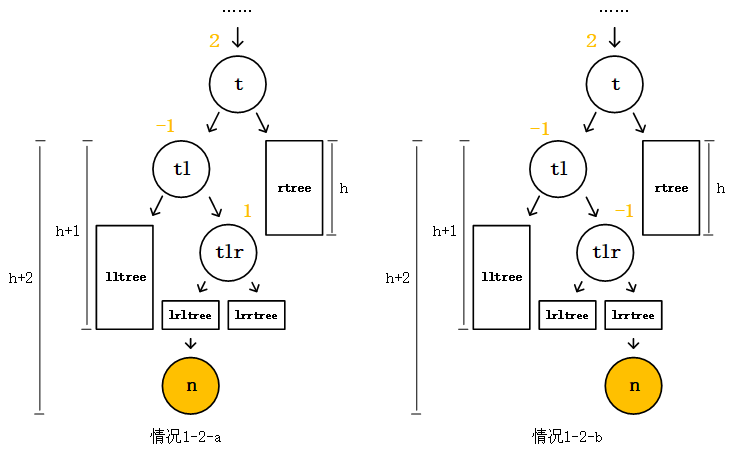 ……
2
t
-1
tl
rtree
h
h+1
h+2
1
tlr
lltree
lrltree
lrrtree
n
情况1-2-a
……
2
t
-1
tl
rtree
h
h+1
h+2
-1
tlr
lltree
lrltree
lrrtree
n
情况1-2-b